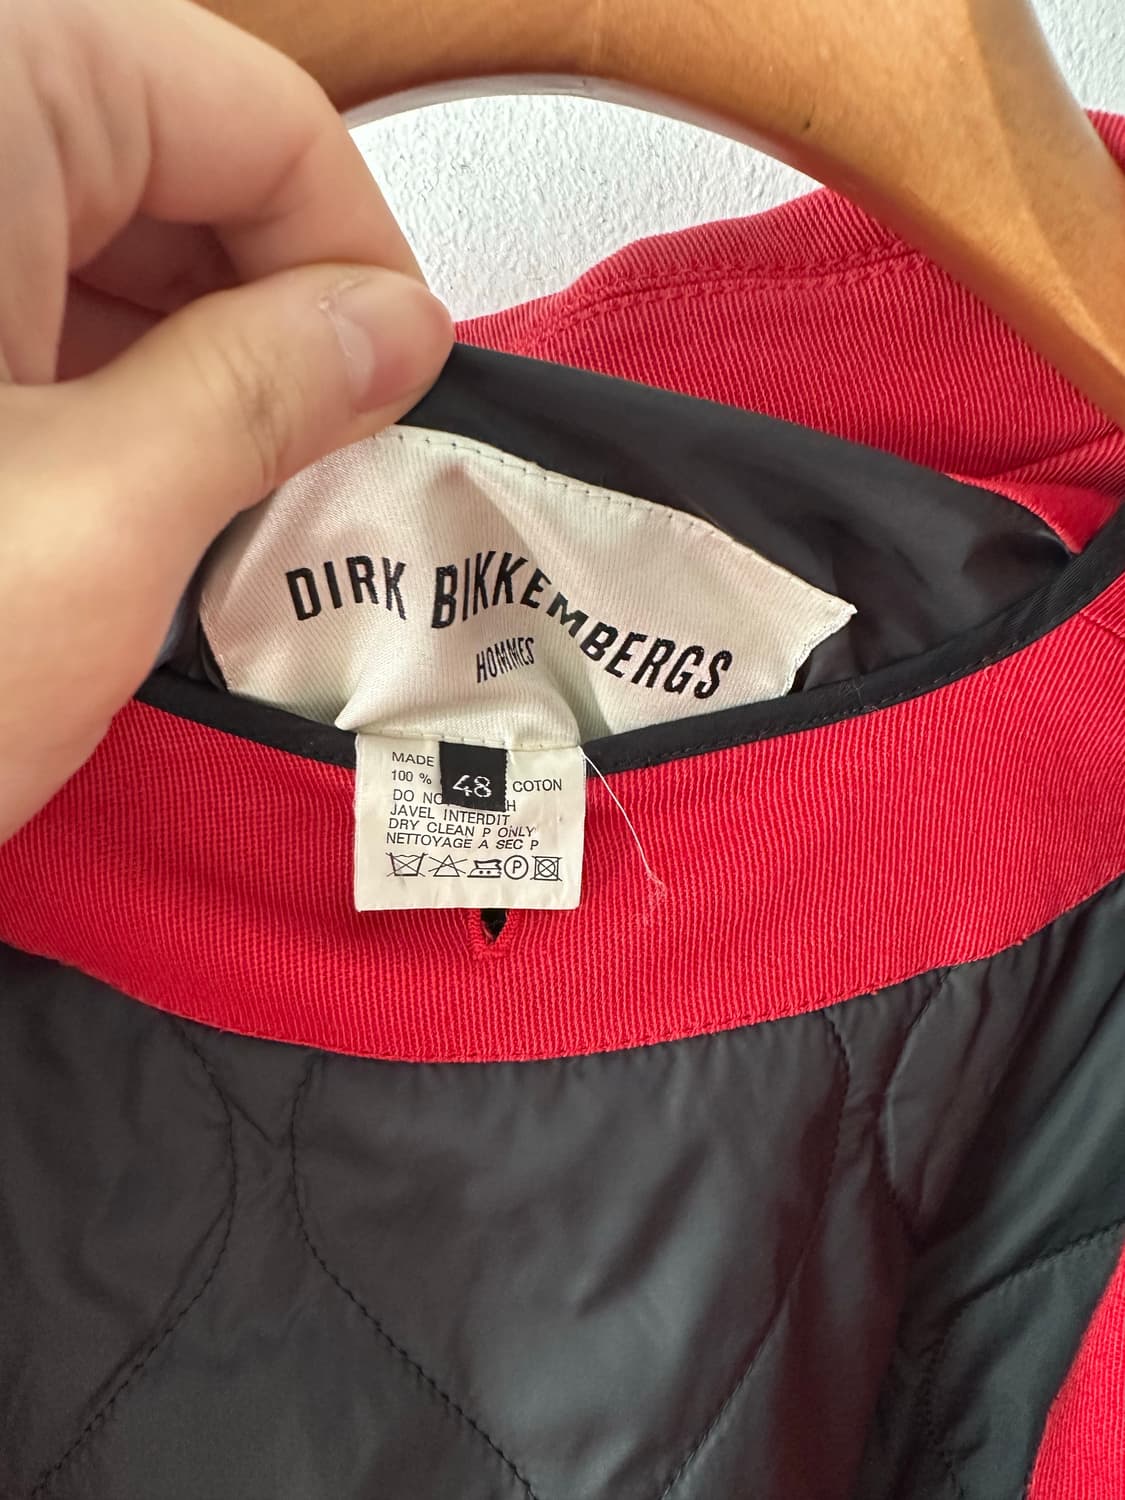 DIRK BIKKEMBERGS
HOMMES
MADE
100 % 48 COTON
DO NO H
JAVEL INTERDIT
DRY CLEAN P ONLY
NETTOYAGE A SEC P
P